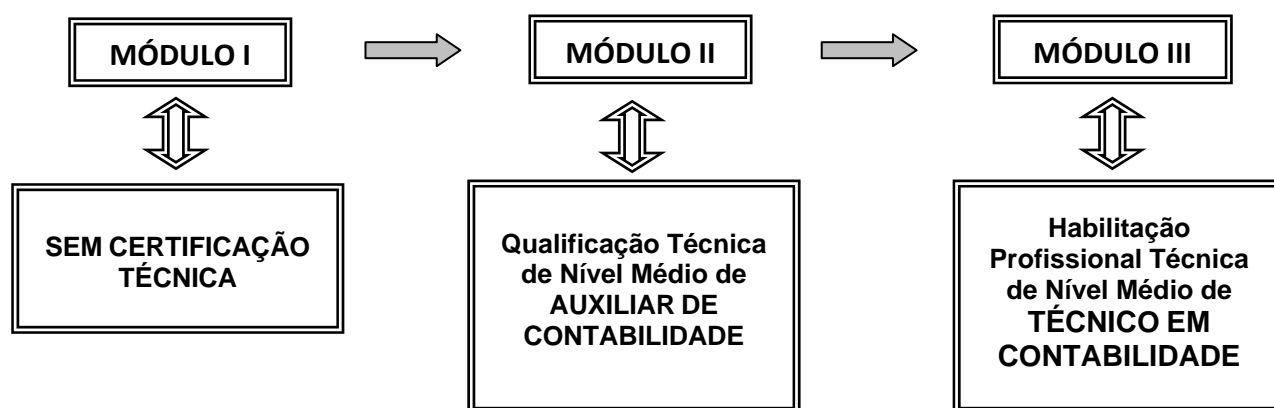 MÓDULO I
MÓDULO II
MÓDULO III
SEM CERTIFICAÇÃO
TÉCNICA
Qualificação Técnica
de Nível Médio de
AUXILIAR DE
CONTABILIDADE
Habilitação
Profissional Técnica
de Nível Médio de
TÉCNICO EM
CONTABILIDADE